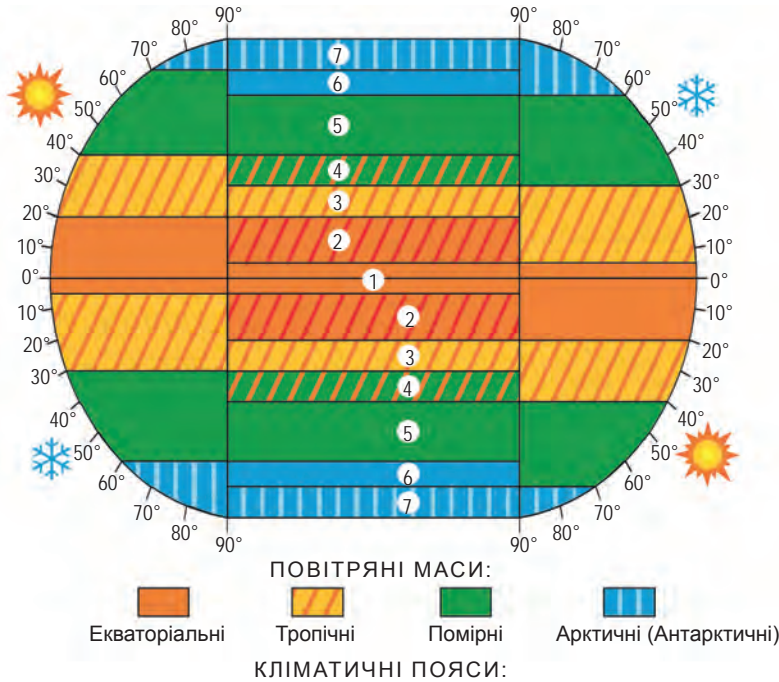 90° 90°
80° 80°
70° 7 70°
60° 6 60°
50° 5 50°
40° 40°
30° 4 30°
20° 3 20°
10° 2 10°
0° 1 0°
10° 2 10°
20° 3 20°
30° 4 30°
40° 5 40°
50° 50°
60° 6 60°
70° 7 70°
80° 80°
90° 90°
ПОВІТРЯНІ МАСИ:
Екваторіальні Тропічні Помірні Арктичні (Антарктичні)
КЛІМАТИЧНІ ПОЯСИ: